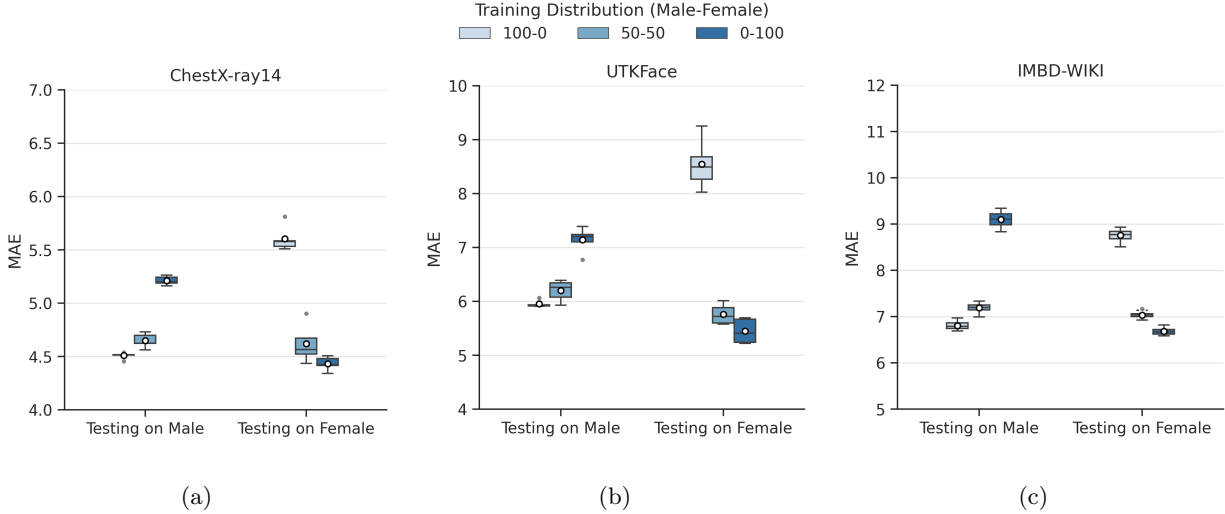 Training Distribution (Male-Female)
100-0 50-50 0-100
ChestX-ray14
MAE
7.0
6.5
6.0
5.5
5.0
4.5
4.0
Testing on Male Testing on Female
(a)
UTKFace
MAE
10
9
8
7
6
5
4
Testing on Male Testing on Female
(b)
IMBD-WIKI
MAE
12
11
10
9
8
7
6
5
Testing on Male Testing on Female
(c)